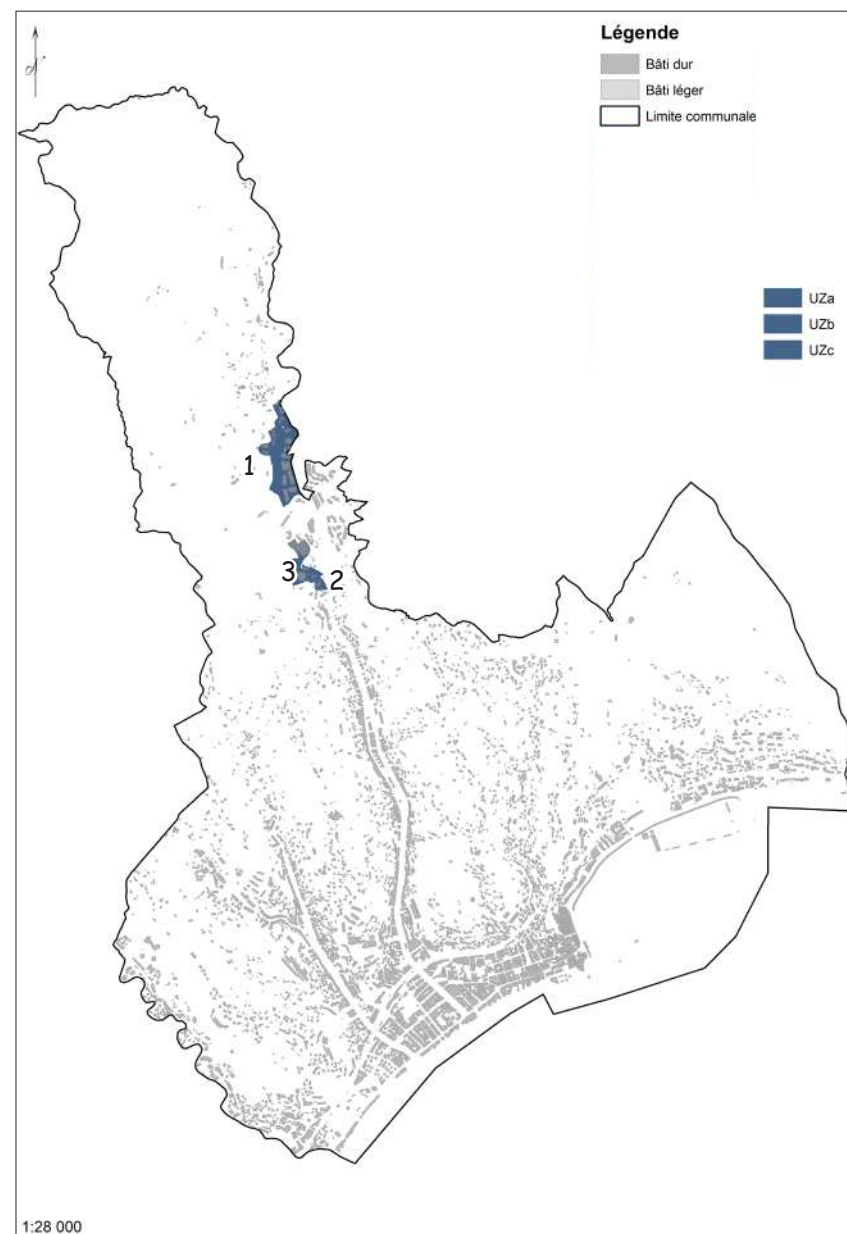 Légende
Bâti dur
Bâti léger
Limite communale
UZa
UZb
UZc
1
3
2
1:28 000